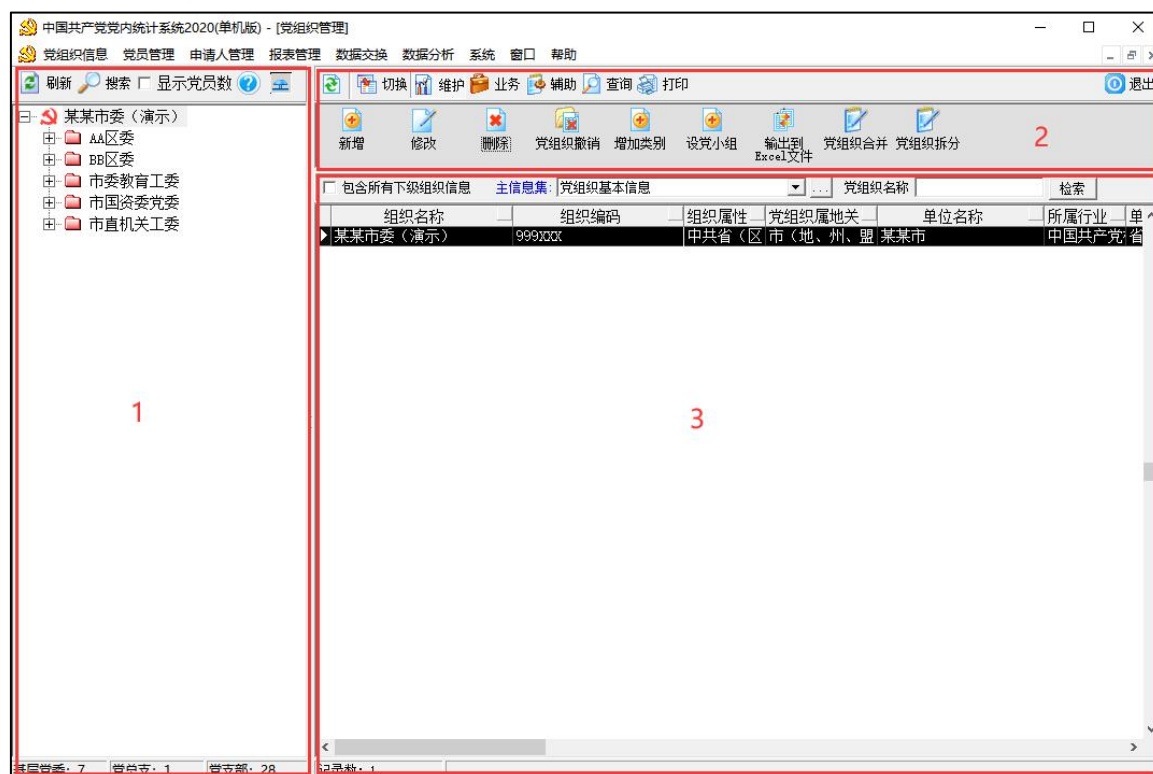 中国共产党党内统计系统2020(单机版) - [党组织管理]
党组织信息 党员管理 申请人管理 报表管理 数据交换 数据分析 系统 窗口 帮助
刷新 搜索 显示党员数
切换 维护 业务 辅助 查询 打印 退出
某某市委（演示）
AA区委
BB区委
市委教育工委
市国资委党委
市直机关工委
1
新增 修改 删除 党组织撤销 增加类别 设党小组 输出到Excel文件 党组织合并 党组织拆分
2
包含所有下级组织信息 主信息集: 党组织基本信息 ... 党组织名称 检索
组织名称 组织编码 组织属性 党组织属地关 单位名称 所属行业 单
某某市委（演示） 999XXX 中共省（区 市（地、州、盟 某某市 中国共产党 省
3
基层党委: 7 党总支: 1 党支部: 28 记录数: 1